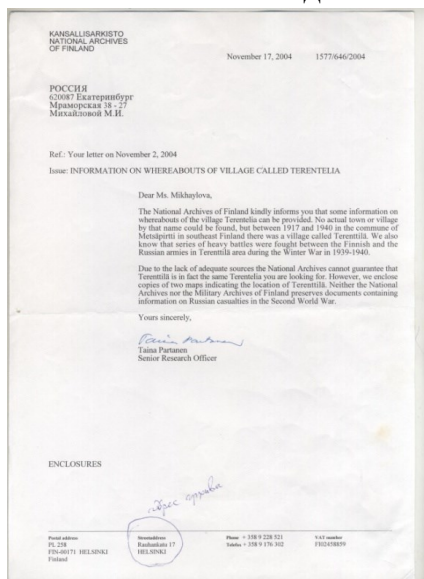 KANSALLISARKISTO
NATIONAL ARCHIVES
OF FINLAND
November 17, 2004 1577/646/2004
РОССИЯ
620087 Екатеринбург
Мраморская 38 - 27
Михайловой М.И.
Ref.: Your letter on November 2, 2004
Issue: INFORMATION ON WHEREABOUTS OF VILLAGE CALLED TERENTELIA
Dear Ms. Mikhaylova,
The National Archives of Finland kindly informs you that some information on
whereabouts of the village Terentelia can be provided. No actual town or village
by that name could be found, but between 1917 and 1940 in the commune of
Metsäpirtti in southeast Finland there was a village called Terenttilä. We also
know that series of heavy battles were fought between the Finnish and the
Russian armies in Terenttilä area during the Winter War in 1939-1940.
Due to the lack of adequate sources the National Archives cannot guarantee that
Terenttilä is in fact the same Terentelia you are looking for. However, we enclose
copies of two maps indicating the location of Terenttilä. Neither the National
Archives nor the Military Archives of Finland preserves documents containing
information on Russian casualties in the Second World War.
Yours sincerely,
Taina Partanen
Taina Partanen
Senior Research Officer
ENCLOSURES
адрес архива
Postal address Streetaddress Phone + 358 9 228 521 VAT number
PL 258 Rauhankatu 17 Telefax + 358 9 176 302 FI02458859
FIN-00171 HELSINKI HELSINKI
Finland